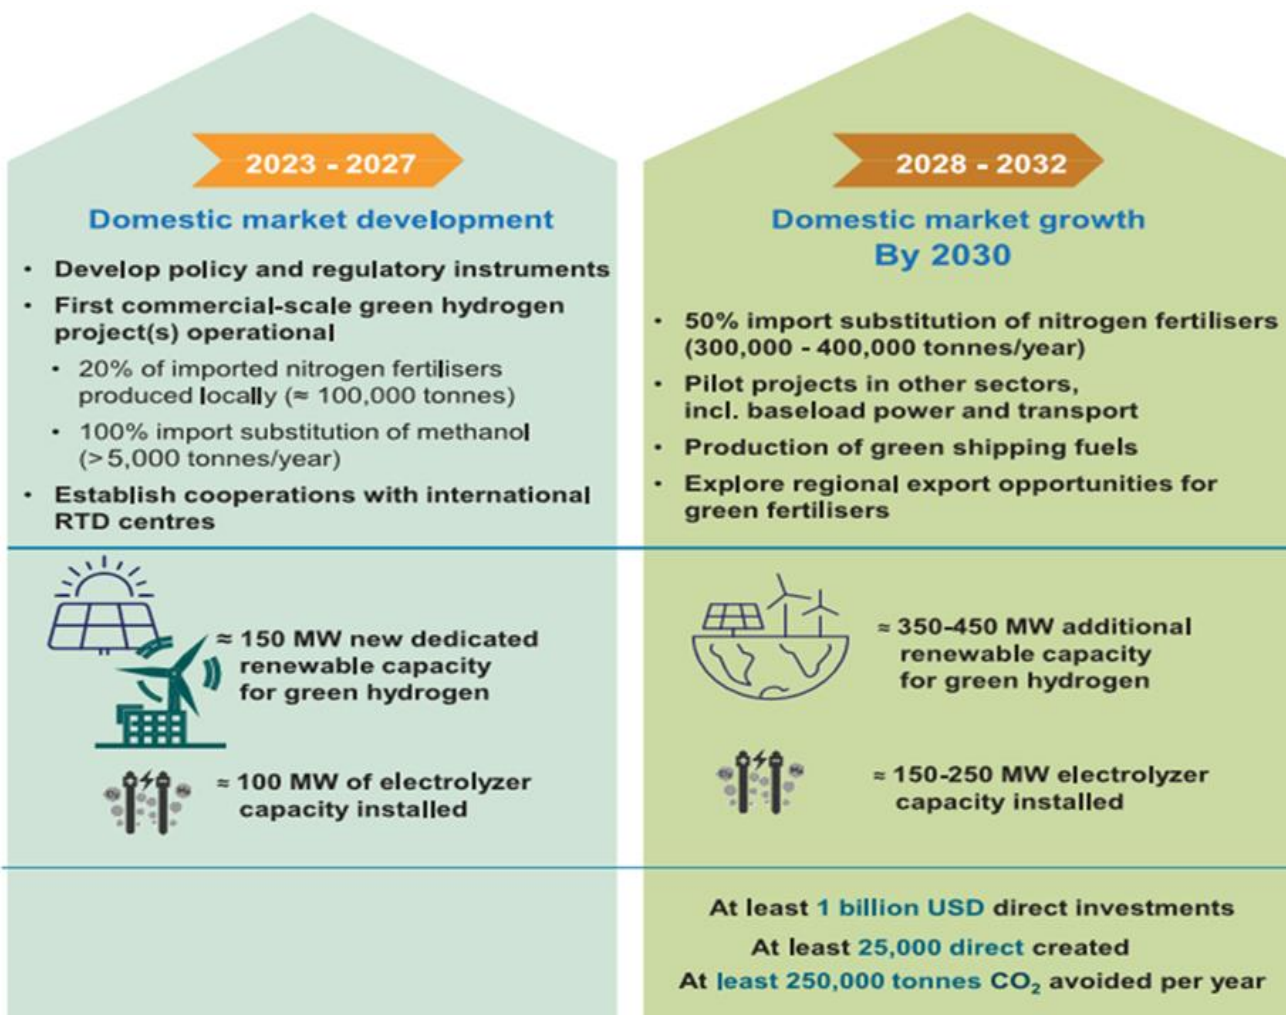 2023 - 2027
Domestic market development
• Develop policy and regulatory instruments
• First commercial-scale green hydrogen
project(s) operational
• 20% of imported nitrogen fertilisers
produced locally (≈ 100,000 tonnes)
• 100% import substitution of methanol
(>5,000 tonnes/year)
• Establish cooperations with international
RTD centres
≈ 150 MW new dedicated
renewable capacity
for green hydrogen
≈ 100 MW of electrolyzer
capacity installed
2028 - 2032
Domestic market growth
By 2030
• 50% import substitution of nitrogen fertilisers
(300,000 - 400,000 tonnes/year)
• Pilot projects in other sectors,
incl. baseload power and transport
• Production of green shipping fuels
• Explore regional export opportunities for
green fertilisers
≈ 350-450 MW additional
renewable capacity
for green hydrogen
≈ 150-250 MW electrolyzer
capacity installed
At least 1 billion USD direct investments
At least 25,000 direct created
At least 250,000 tonnes CO₂ avoided per year